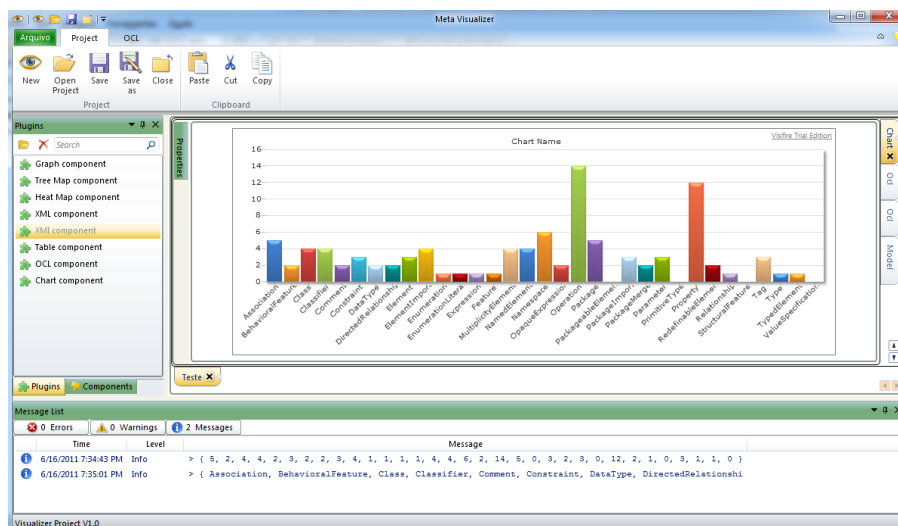 Meta Visualizer
Arquivo Project OCL
New Open Project Save Save as Close Paste Cut Copy
Project Clipboard
Plugins
Search
Graph component
Tree Map component
Heat Map component
XML component
XMI component
Table component
OCL component
Chart component
Plugins Components
Properties
Chart Name
Visifire Trial Edition
16
14
12
10
8
6
4
2
0
Association
BehavioralFeature
Class
Classifier
Comment
Constraint
DataType
DirectedRelationship
Element
ElementImport
Enumeration
EnumerationLitera
Expression
Feature
MultiplicityElement
NamedElement
Namespace
OpaqueExpression
Operation
Package
PackageableElement
PackageImport
PackageMerge
Parameter
PrimitiveType
Property
RedefinableElement
Relationship
StructuralFeature
Tag
Type
TypedElement
ValueSpecification
Chart
Ocl
Ocl
Model
Teste
Message List
0 Errors 0 Warnings 2 Messages
Time Level Message
6/16/2011 7:34:43 PM Info > { 5, 2, 4, 4, 2, 3, 2, 2, 3, 4, 1, 1, 1, 1, 4, 4, 6, 2, 14, 5, 0, 3, 2, 3, 0, 12, 2, 1, 0, 3, 1, 1, 0 }
6/16/2011 7:35:01 PM Info > { Association, BehavioralFeature, Class, Classifier, Comment, Constraint, DataType, DirectedRelationshi
Visualizer Project V1.0